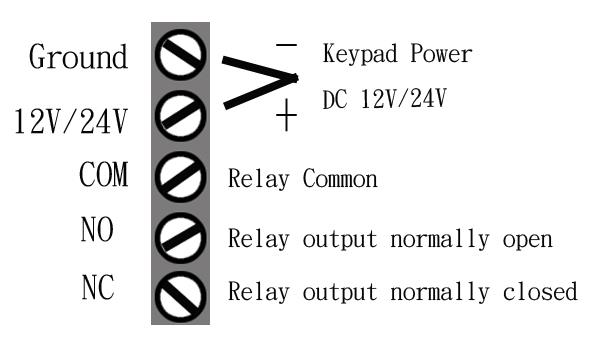 Ground − Keypad Power
12V/24V + DC 12V/24V
COM Relay Common
NO Relay output normally open
NC Relay output normally closed